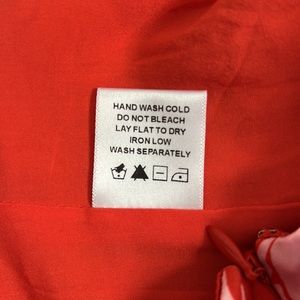 HAND WASH COLD
DO NOT BLEACH
LAY FLAT TO DRY
IRON LOW
WASH SEPARATELY